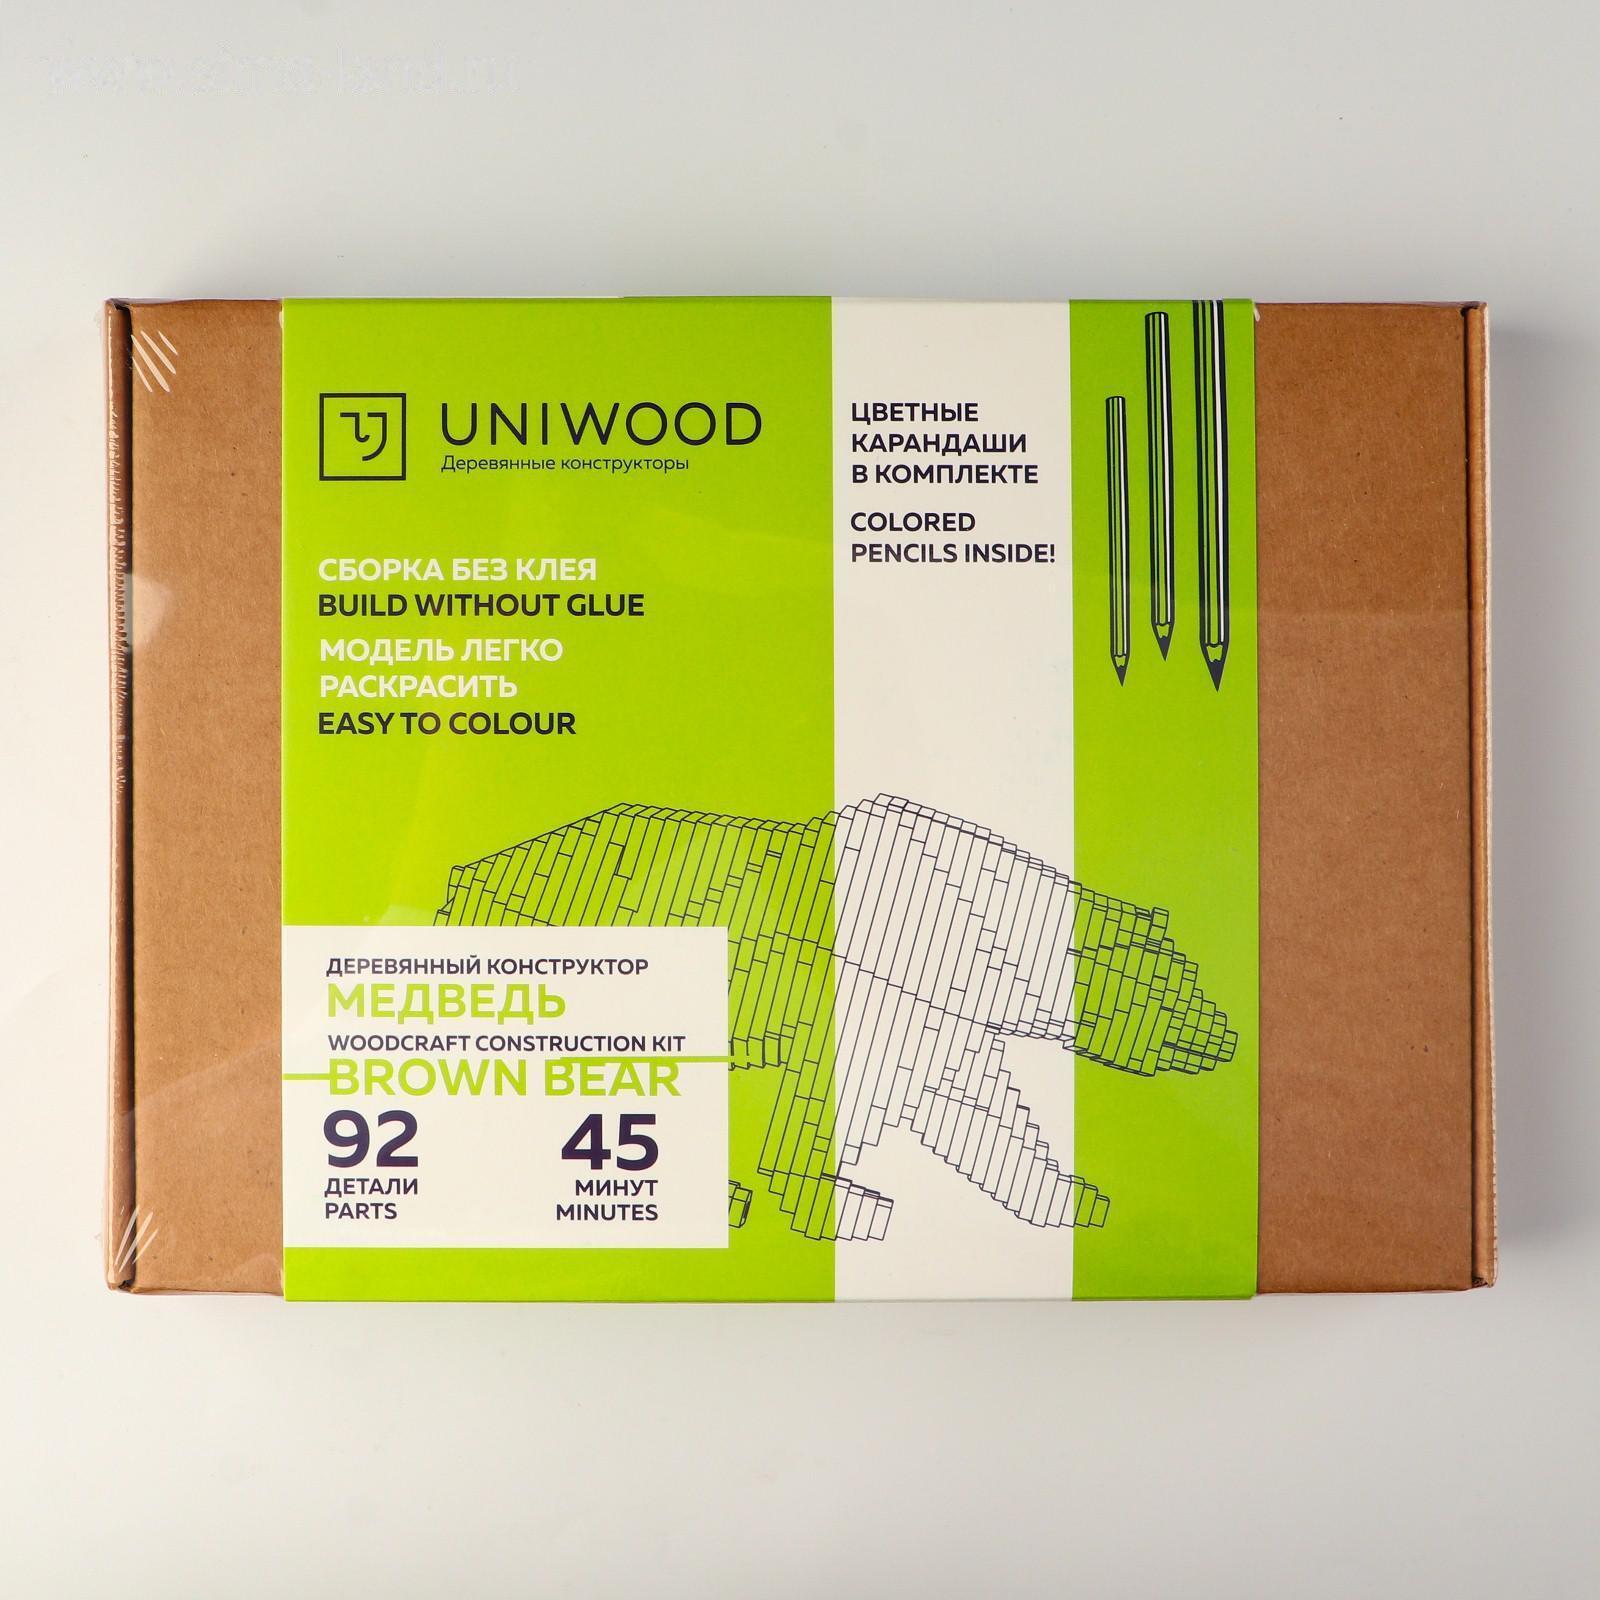 UNIWOOD
Деревянные конструкторы
СБОРКА БЕЗ КЛЕЯ
BUILD WITHOUT GLUE
МОДЕЛЬ ЛЕГКО
РАСКРАСИТЬ
EASY TO COLOUR
ЦВЕТНЫЕ
КАРАНДАШИ
В КОМПЛЕКТЕ
COLORED
PENCILS INSIDE!
ДЕРЕВЯННЫЙ КОНСТРУКТОР
МЕДВЕДЬ
WOODCRAFT CONSTRUCTION KIT
BROWN BEAR
92
ДЕТАЛИ
PARTS
45
МИНУТ
MINUTES